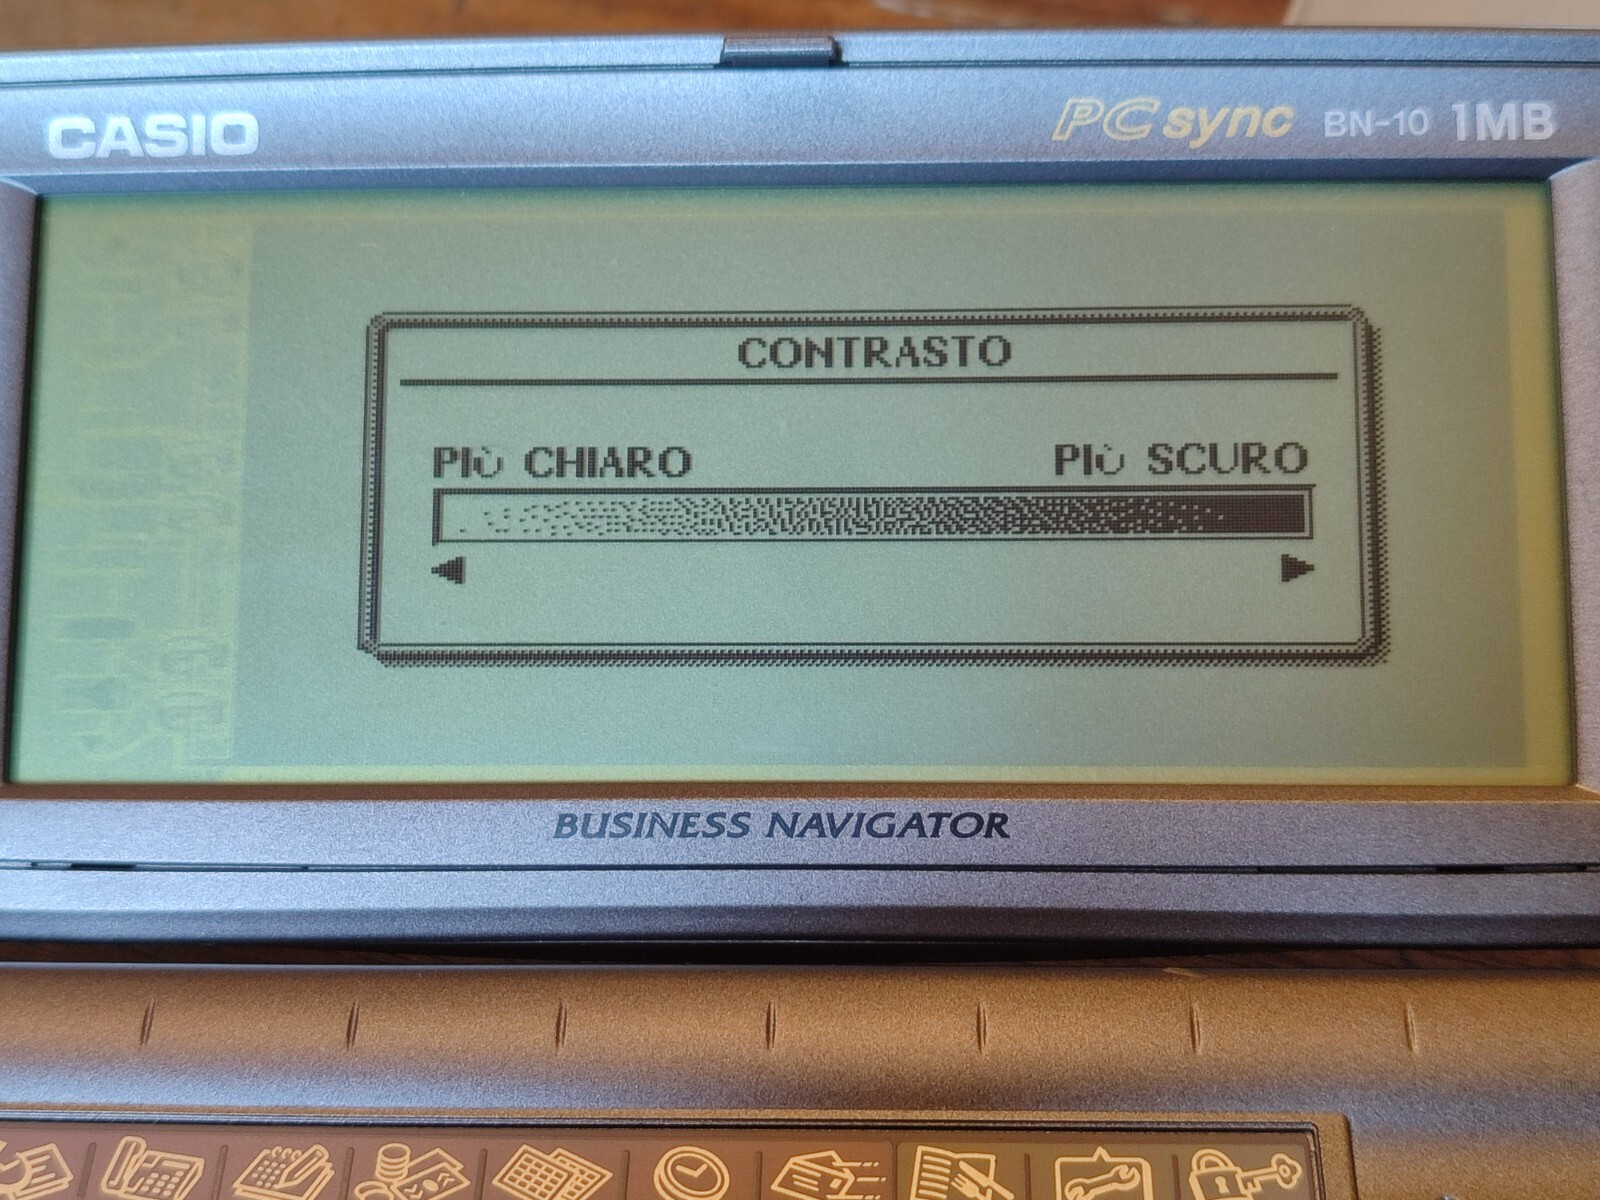 CASIO PC sync BN-10 1MB
CONTRASTO
PIÙ CHIARO PIÙ SCURO
BUSINESS NAVIGATOR